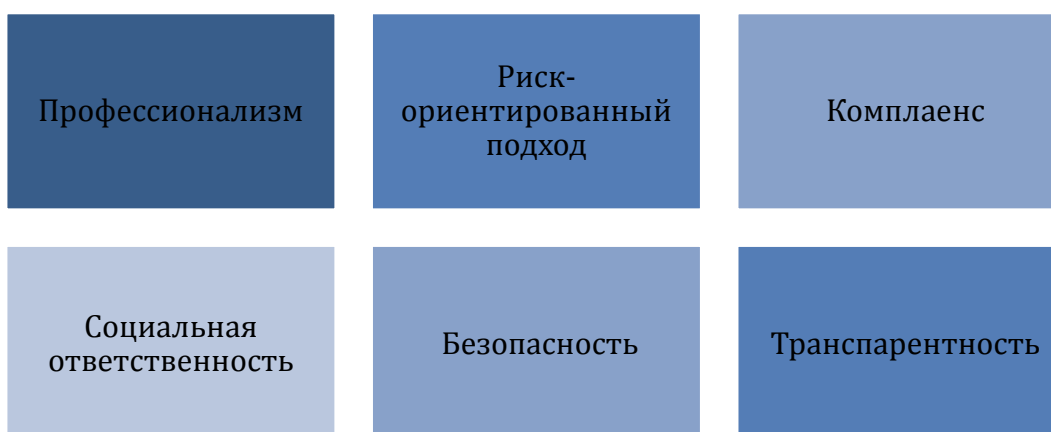 Профессионализм
Риск-
ориентированный
подход
Комплаенс
Социальная
ответственность
Безопасность
Транспарентность